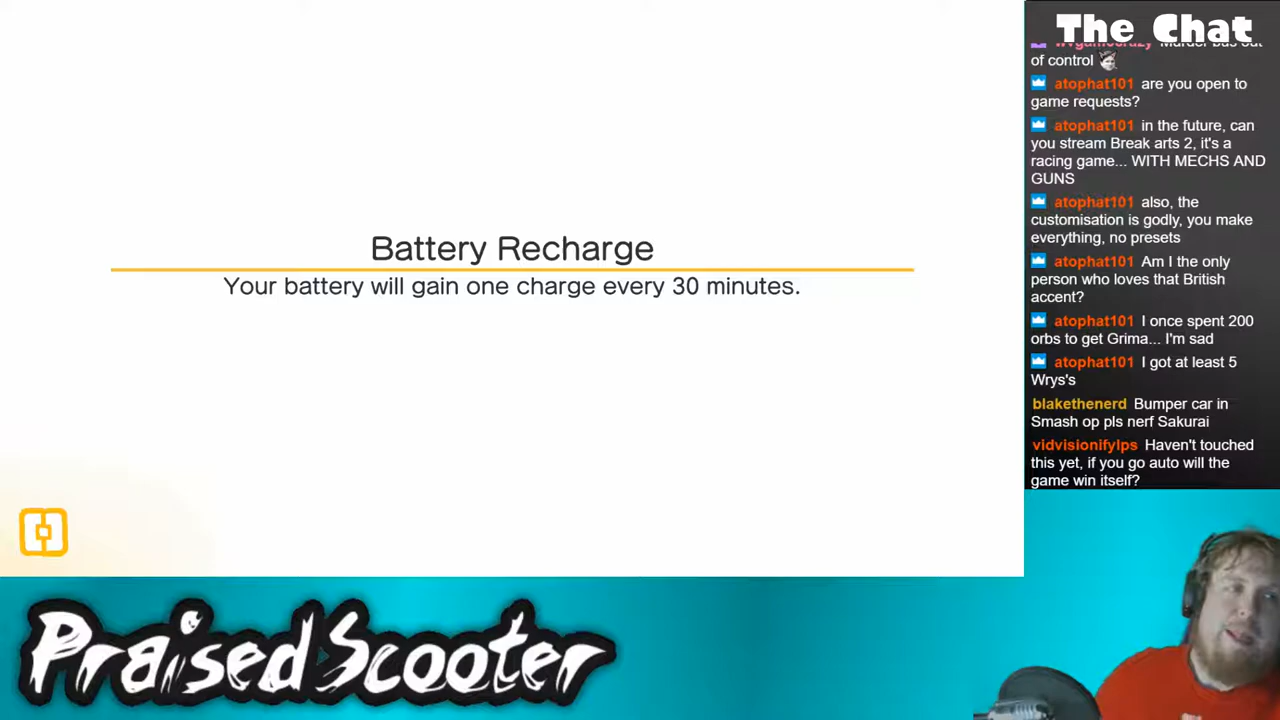 The Chat
of control
atophat101 are you open to
game requests?
atophat101 in the future, can
you stream Break arts 2, it's a
racing game... WITH MECHS AND
GUNS
atophat101 also, the
customisation is godly, you make
everything, no presets
atophat101 Am I the only
person who loves that British
accent?
atophat101 I once spent 200
orbs to get Grima... I'm sad
atophat101 I got at least 5
Wrys's
blakethenerd Bumper car in
Smash op pls nerf Sakurai
vidvisionifylps Haven't touched
this yet, if you go auto will the
game win itself?
Battery Recharge
Your battery will gain one charge every 30 minutes.
PraisedScooter